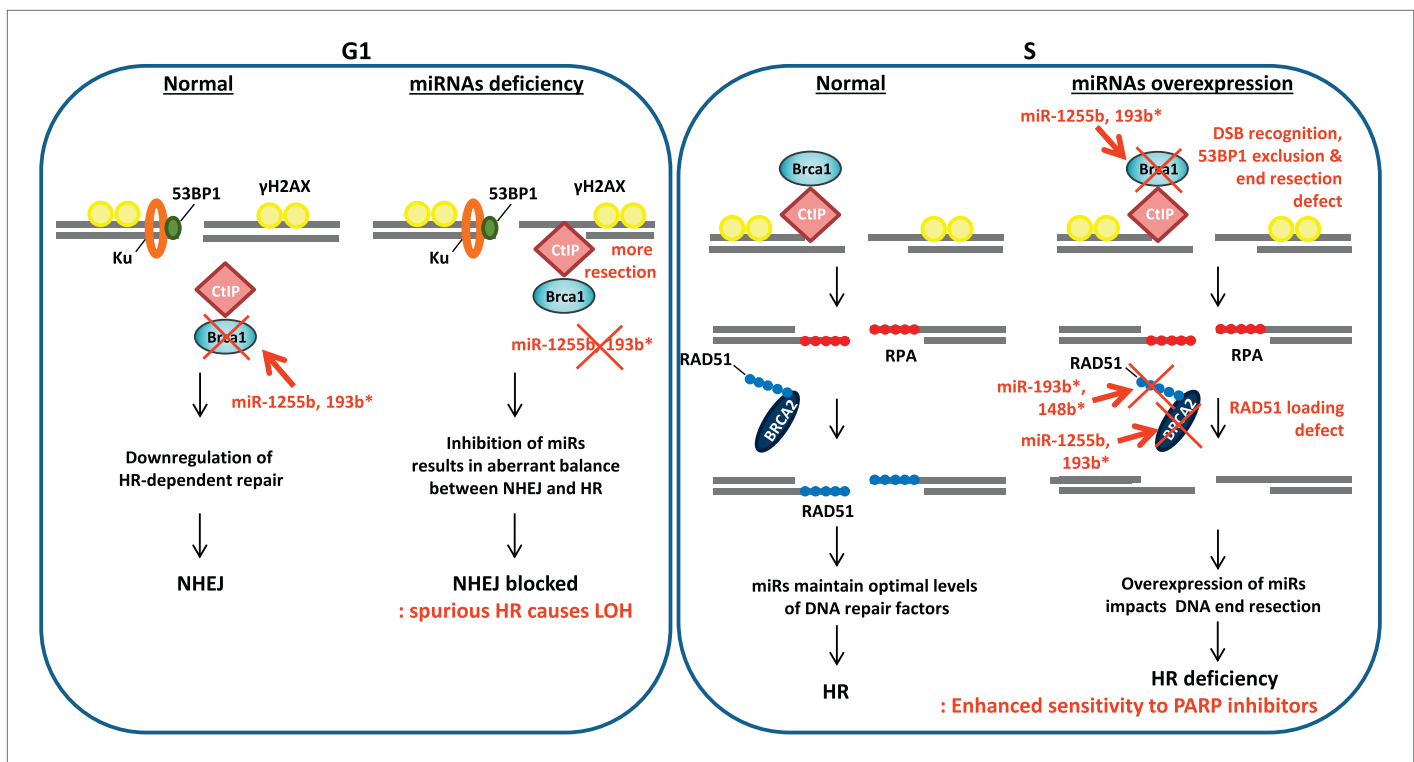 G1
Normal
miRNAs deficiency
53BP1
γH2AX
Ku
CtIP
Brca1
miR-1255b, 193b*
Downregulation of
HR-dependent repair
NHEJ
53BP1
γH2AX
Ku
CtIP
more
resection
Brca1
miR-1255b, 193b*
Inhibition of miRs
results in aberrant balance
between NHEJ and HR
NHEJ blocked
: spurious HR causes LOH
S
Normal
miRNAs overexpression
Brca1
CtIP
RPA
RAD51
BRCA2
RAD51
miRs maintain optimal levels
of DNA repair factors
HR
miR-1255b, 193b*
DSB recognition,
53BP1 exclusion &
end resection
defect
Brca1
CtIP
RPA
RAD51
miR-193b*,
148b*
BRCA2
RAD51 loading
defect
miR-1255b,
193b*
Overexpression of miRs
impacts DNA end resection
HR deficiency
: Enhanced sensitivity to PARP inhibitors